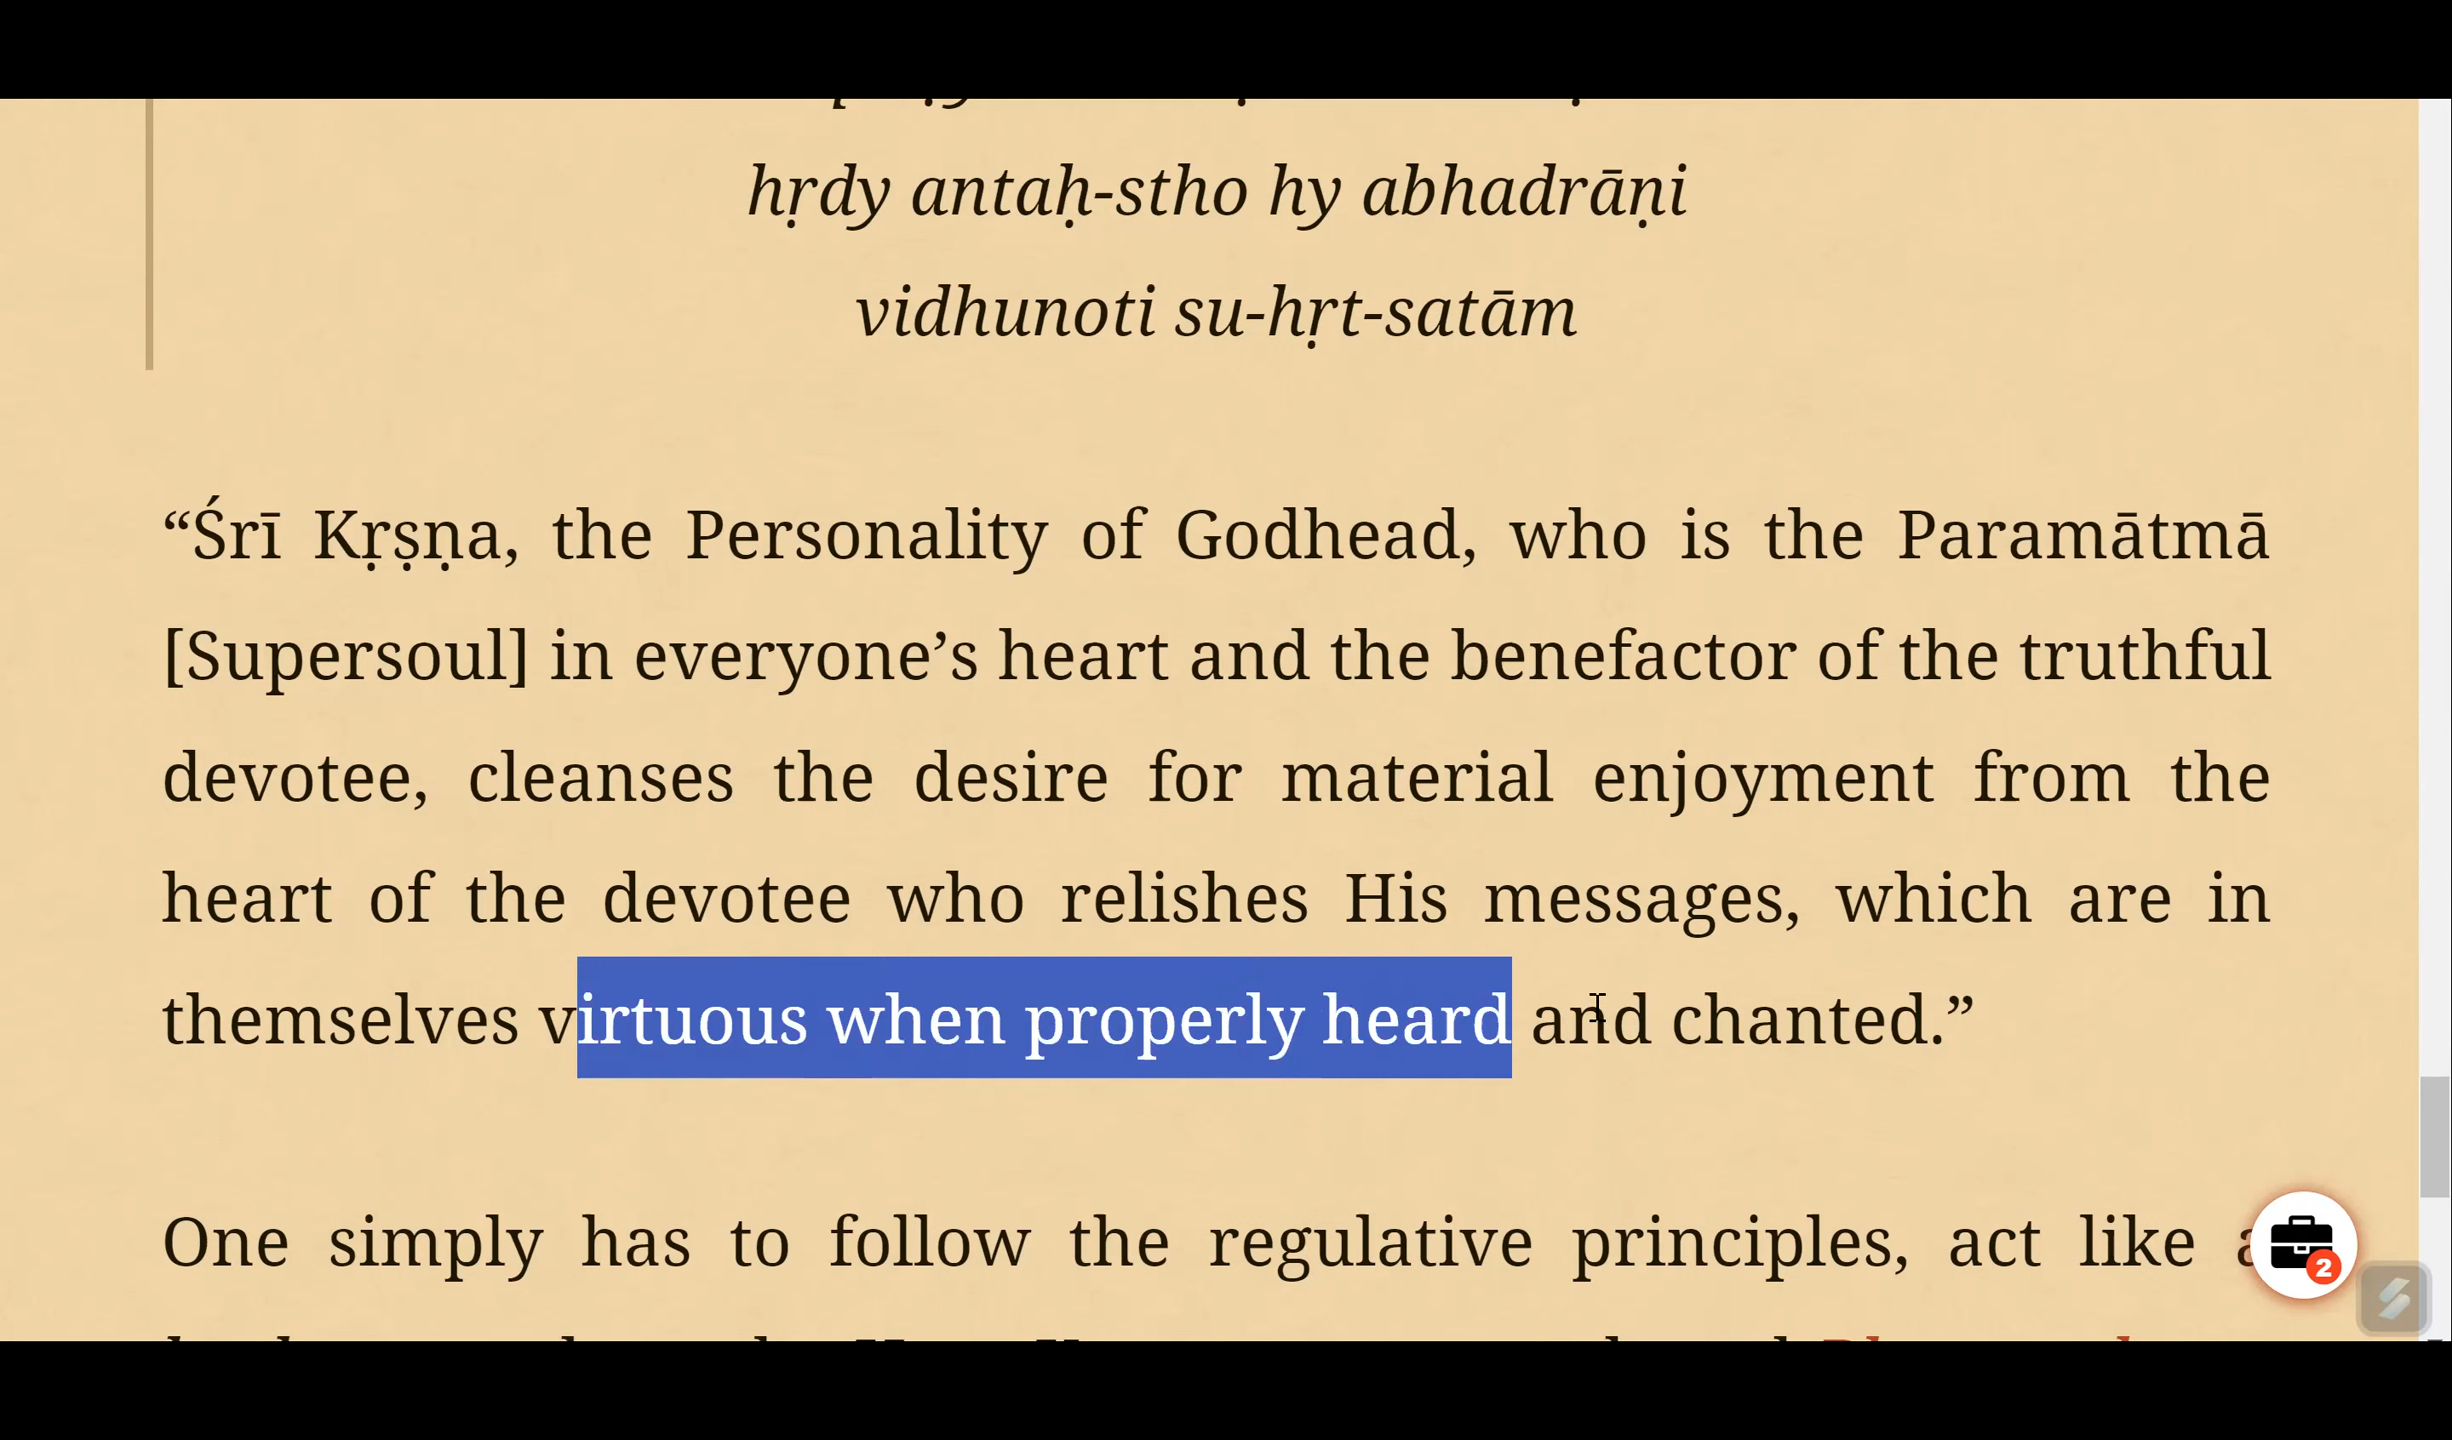 hṛdy antaḥ-stho hy abhadrāṇi
vidhunoti su-hṛt-satām
“Śrī Kṛṣṇa, the Personality of Godhead, who is the Paramātmā
[Supersoul] in everyone’s heart and the benefactor of the truthful
devotee, cleanses the desire for material enjoyment from the
heart of the devotee who relishes His messages, which are in
themselves virtuous when properly heard and chanted.”
One simply has to follow the regulative principles, act like a
2